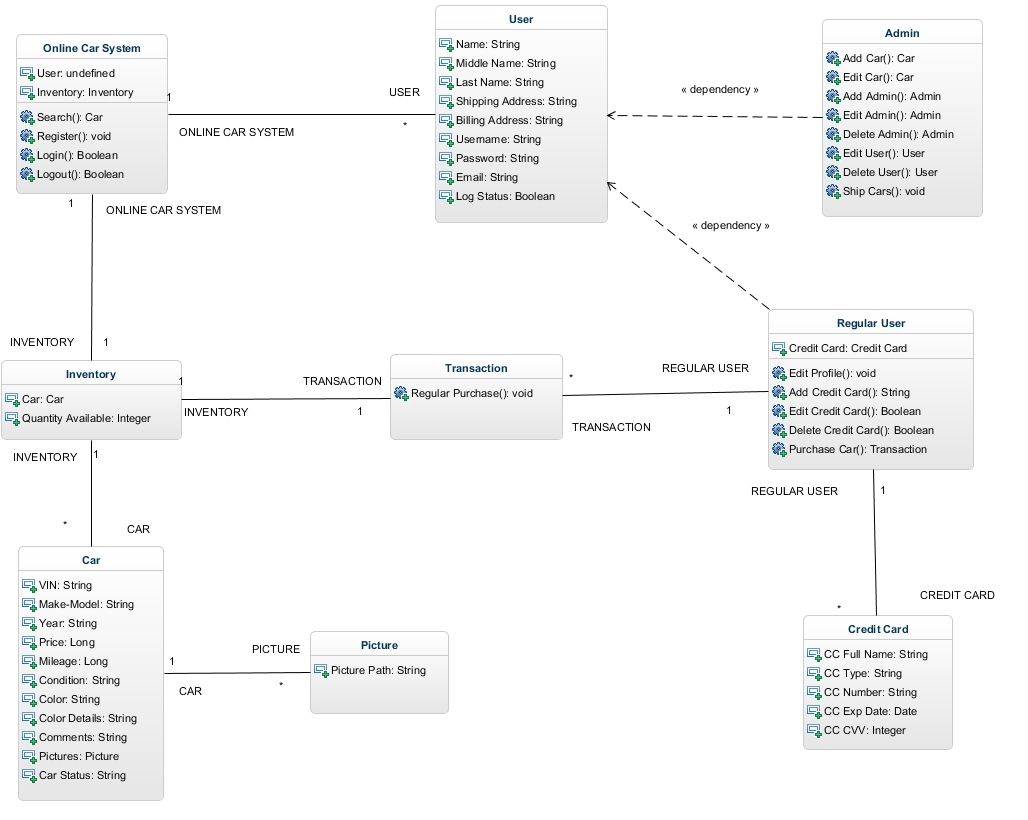 Online Car System
User: undefined
Inventory: Inventory
Search(): Car
Register(): void
Login(): Boolean
Logout(): Boolean
1
ONLINE CAR SYSTEM
USER
*
User
Name: String
Middle Name: String
Last Name: String
Shipping Address: String
Billing Address: String
Username: String
Password: String
Email: String
Log Status: Boolean
« dependency »
Admin
Add Car(): Car
Edit Car(): Car
Add Admin(): Admin
Edit Admin(): Admin
Delete Admin(): Admin
Edit User(): User
Delete User(): User
Ship Cars(): void
« dependency »
1
ONLINE CAR SYSTEM
INVENTORY
1
Inventory
Car: Car
Quantity Available: Integer
1
INVENTORY
TRANSACTION
1
Transaction
Regular Purchase(): void
*
TRANSACTION
REGULAR USER
1
Regular User
Credit Card: Credit Card
Edit Profile(): void
Add Credit Card(): String
Edit Credit Card(): Boolean
Delete Credit Card(): Boolean
Purchase Car(): Transaction
INVENTORY
1
*
CAR
Car
VIN: String
Make-Model: String
Year: String
Price: Long
Mileage: Long
Condition: String
Color: String
Color Details: String
Comments: String
Pictures: Picture
Car Status: String
1
CAR
PICTURE
*
Picture
Picture Path: String
REGULAR USER
1
*
CREDIT CARD
Credit Card
CC Full Name: String
CC Type: String
CC Number: String
CC Exp Date: Date
CC CVV: Integer